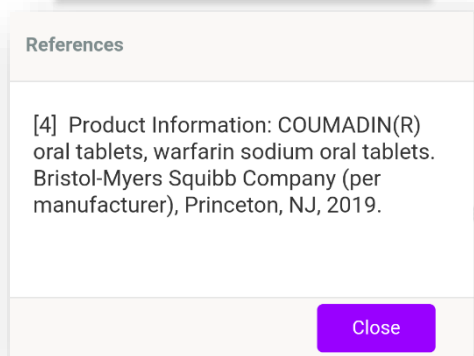 References
[4] Product Information: COUMADIN(R)
oral tablets, warfarin sodium oral tablets.
Bristol-Myers Squibb Company (per
manufacturer), Princeton, NJ, 2019.
Close